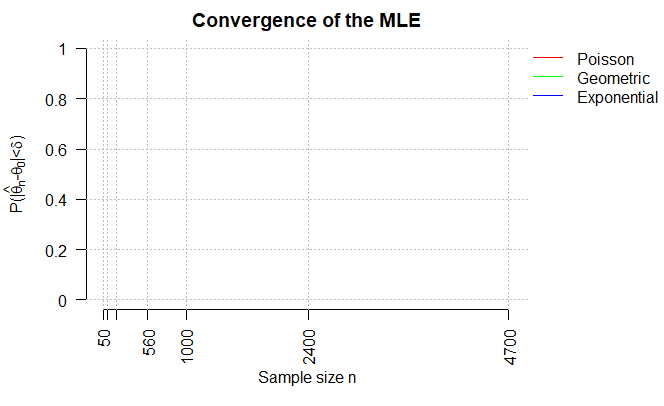 Convergence of the MLE
P(|θ̂n-θ0|<δ)
1
0.8
0.6
0.4
0.2
0
50
560
1000
2400
4700
Sample size n
Poisson
Geometric
Exponential